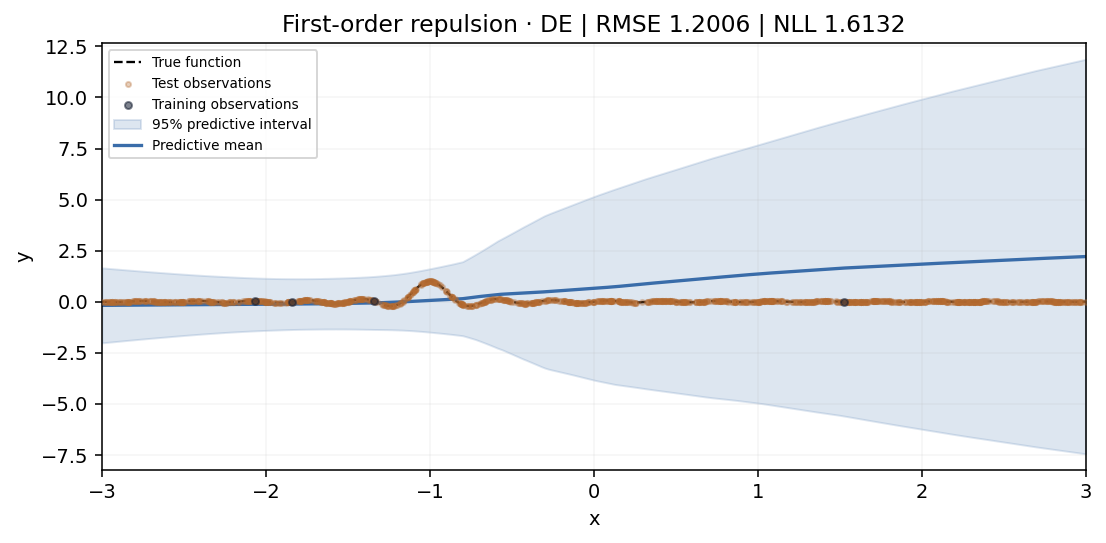 First-order repulsion · DE | RMSE 1.2006 | NLL 1.6132
12.5
10.0
7.5
5.0
2.5
0.0
−2.5
−5.0
−7.5
y
True function
Test observations
Training observations
95% predictive interval
Predictive mean
−3 −2 −1 0 1 2 3
x